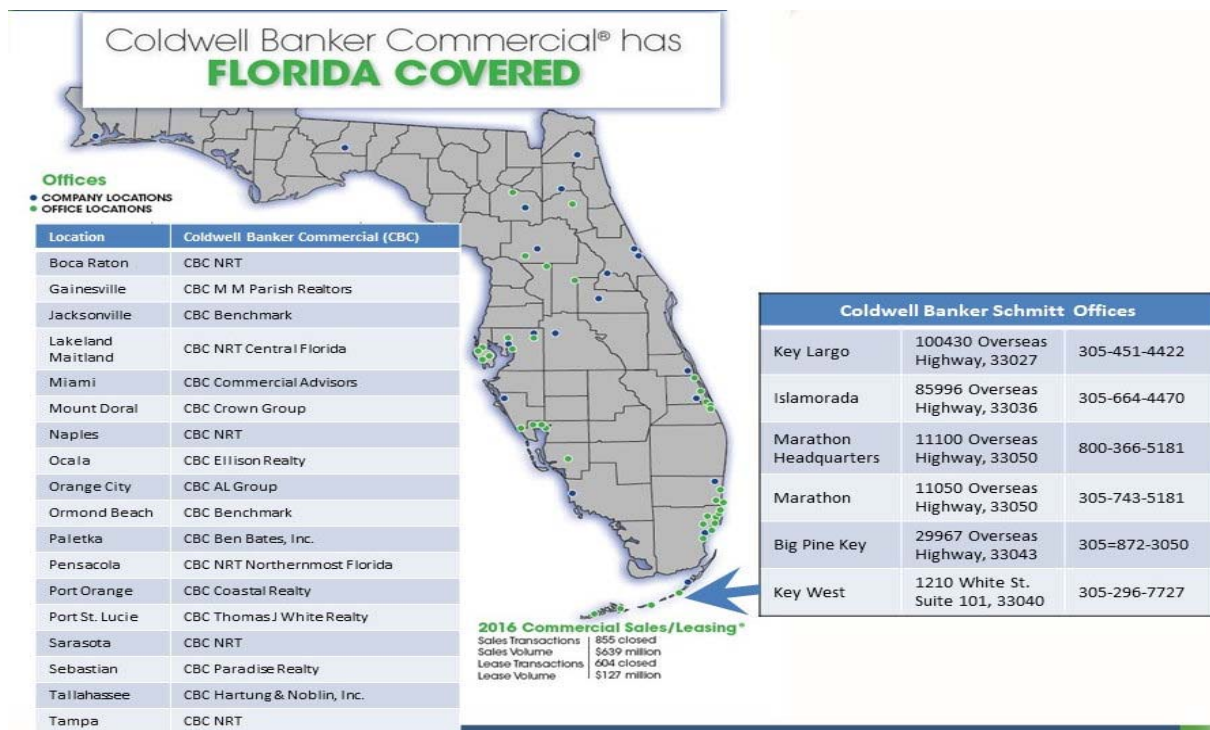 Coldwell Banker Commercial® has
FLORIDA COVERED
Offices
• COMPANY LOCATIONS
• OFFICE LOCATIONS
Location Coldwell Banker Commercial (CBC)
Boca Raton CBC NRT
Gainesville CBC M M Parish Realtors
Jacksonville CBC Benchmark
Lakeland
Maitland CBC NRT Central Florida
Miami CBC Commercial Advisors
Mount Doral CBC Crown Group
Naples CBC NRT
Ocala CBC Ellison Realty
Orange City CBC AL Group
Ormond Beach CBC Benchmark
Paletka CBC Ben Bates, Inc.
Pensacola CBC NRT Northernmost Florida
Port Orange CBC Coastal Realty
Port St. Lucie CBC Thomas J White Realty
Sarasota CBC NRT
Sebastian CBC Paradise Realty
Tallahassee CBC Hartung & Noblin, Inc.
Tampa CBC NRT
2016 Commercial Sales/Leasing*
Sales Transactions 855 closed
Sales Volume $639 million
Lease Transactions 604 closed
Lease Volume $127 million
Coldwell Banker Schmitt Offices
Key Largo 100430 Overseas
Highway, 33027 305-451-4422
Islamorada 85996 Overseas
Highway, 33036 305-664-4470
Marathon
Headquarters 11100 Overseas
Highway, 33050 800-366-5181
Marathon 11050 Overseas
Highway, 33050 305-743-5181
Big Pine Key 29967 Overseas
Highway, 33043 305=872-3050
Key West 1210 White St.
Suite 101, 33040 305-296-7727